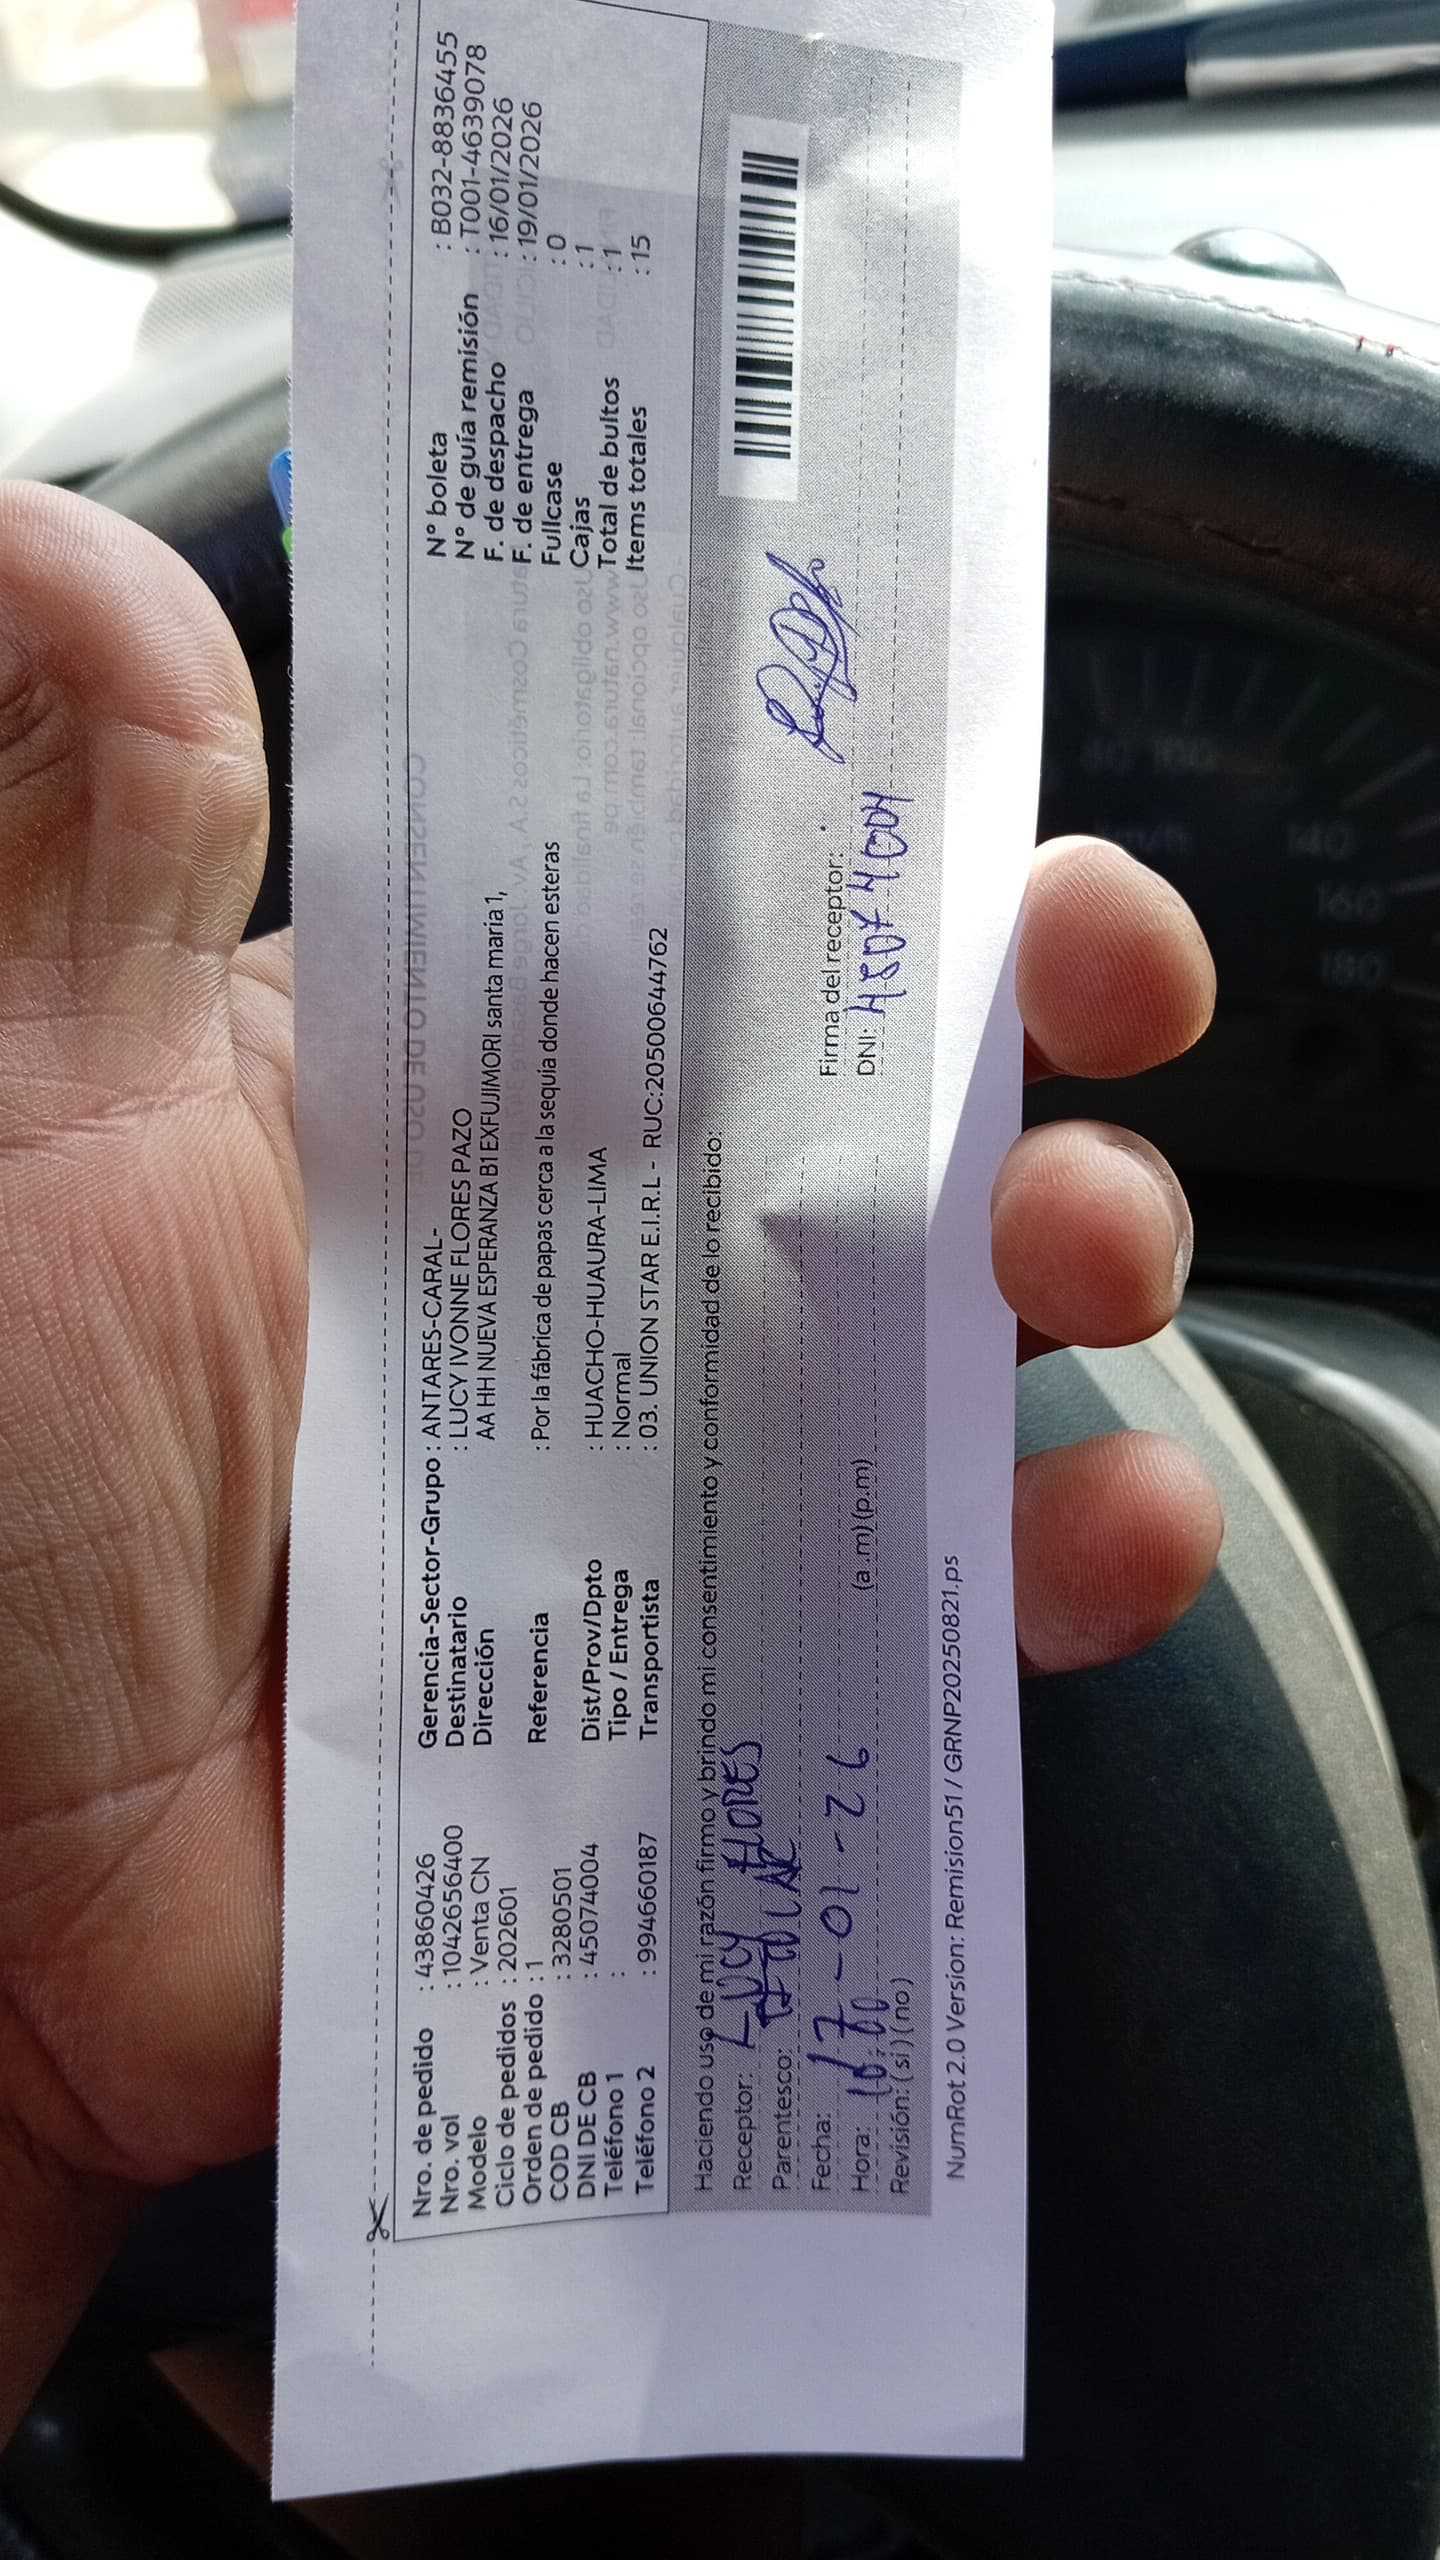 Nro. de pedido : 43860426
Nro. vol : 1042656400
Modelo : Venta CN
Ciclo de pedidos : 202601
Orden de pedido : 1
COD CB : 3280501
DNI DE CB : 45074004
Teléfono 1 :
Teléfono 2 : 994660187
Gerencia-Sector-Grupo : ANTARES-CARAL-
Destinatario : LUCY IVONNE FLORES PAZO
Dirección AA HH NUEVA ESPERANZA B1 EXFUJIMORI santa maria 1,
Referencia : Por la fábrica de papas cerca a la sequia donde hacen esteras
Dist/Prov/Dpto : HUACHO-HUAURA-LIMA
Tipo / Entrega : Normal
Transportista : 03. UNION STAR E.I.R.L - RUC:20500644762
N° boleta : B032-8836455
N° de guía remisión : T001-4639078
F. de despacho : 16/01/2026
F. de entrega : 19/01/2026
Fullcase : 0
Cajas : 1
Total de bultos : 1
Items totales : 15
Haciendo uso de mi razón firmo y brindo mi consentimiento y conformidad de lo recibido:
Receptor: LUCY FLORES
Parentesco: TITULAR
Fecha: 17-01-26
Hora: 10:00 (a.m) (p.m)
Revisión: ( si ) ( no )
Firma del receptor:
DNI: 45074004
NumRot 2.0 Version: Remision51 / GRNP20250821.ps